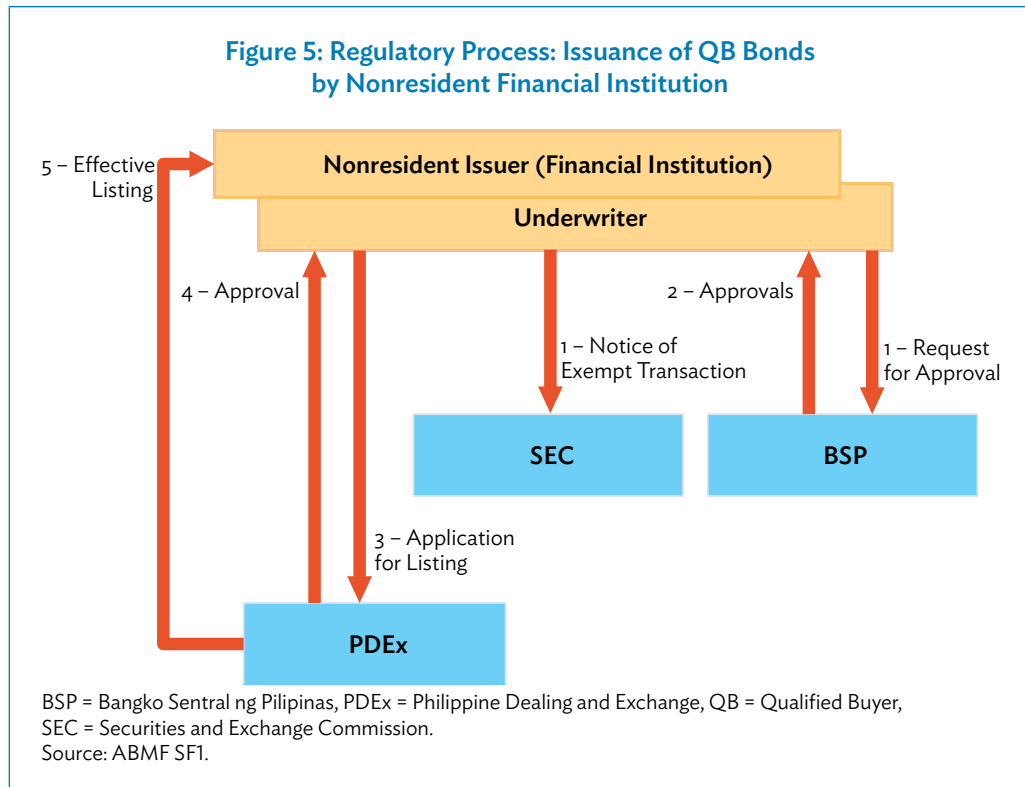 Figure 5: Regulatory Process: Issuance of QB Bonds
by Nonresident Financial Institution
5 – Effective
Listing
Nonresident Issuer (Financial Institution)
Underwriter
4 – Approval
2 – Approvals
1 – Notice of
Exempt Transaction
1 – Request
for Approval
SEC
BSP
3 – Application
for Listing
PDEx
BSP = Bangko Sentral ng Pilipinas, PDEx = Philippine Dealing and Exchange, QB = Qualified Buyer,
SEC = Securities and Exchange Commission.
Source: ABMF SF1.